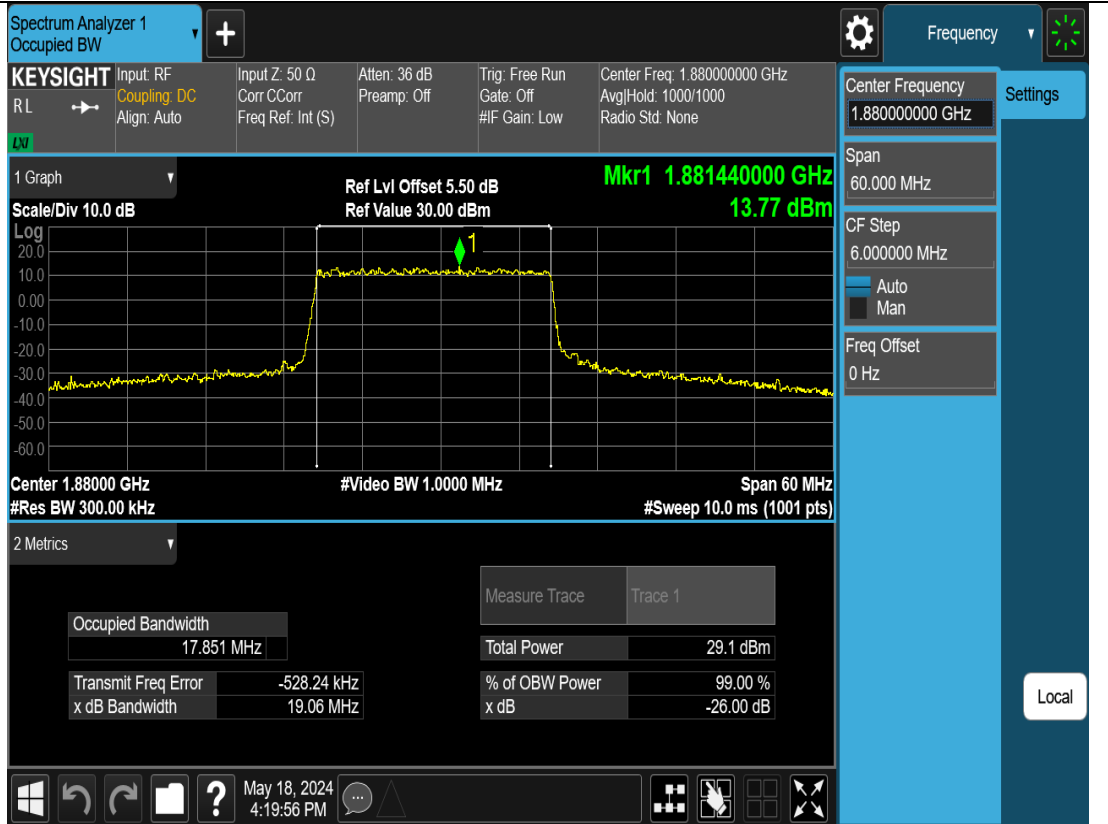 Spectrum Analyzer 1
Occupied BW
+
Frequency
KEYSIGHT
R L
LXI
Input: RF
Coupling: DC
Align: Auto
Input Z: 50 Ω
Corr CCorr
Freq Ref: Int (S)
Atten: 36 dB
Preamp: Off
Trig: Free Run
Gate: Off
#IF Gain: Low
Center Freq: 1.880000000 GHz
Avg|Hold: 1000/1000
Radio Std: None
Center Frequency
1.880000000 GHz
Settings
Span
60.000 MHz
CF Step
6.000000 MHz
Auto
Man
Freq Offset
0 Hz
Local
1 Graph
Scale/Div 10.0 dB
Ref Lvl Offset 5.50 dB
Ref Value 30.00 dBm
Mkr1 1.881440000 GHz
13.77 dBm
Log
1
20.0
10.0
0.00
-10.0
-20.0
-30.0
-40.0
-50.0
-60.0
Center 1.88000 GHz
#Video BW 1.0000 MHz
Span 60 MHz
#Res BW 300.00 kHz
#Sweep 10.0 ms (1001 pts)
2 Metrics
Measure Trace Trace 1
Occupied Bandwidth
17.851 MHz
Total Power 29.1 dBm
Transmit Freq Error -528.24 kHz
% of OBW Power 99.00 %
x dB Bandwidth 19.06 MHz
x dB -26.00 dB
?
May 18, 2024
4:19:56 PM